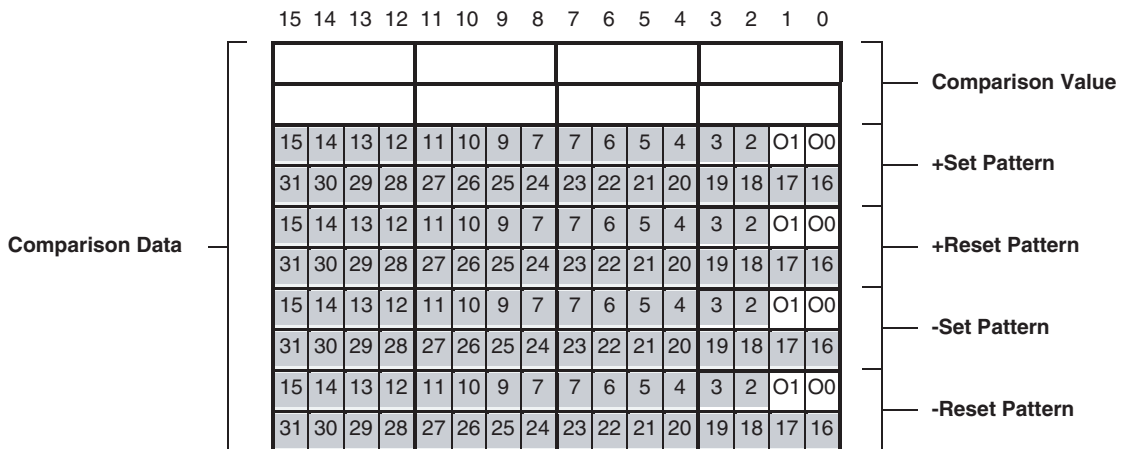 15 14 13 12 11 10 9 8 7 6 5 4 3 2 1 0
Comparison Value
15 14 13 12 11 10 9 7 7 6 5 4 3 2 O1 O0
+Set Pattern
31 30 29 28 27 26 25 24 23 22 21 20 19 18 17 16
15 14 13 12 11 10 9 7 7 6 5 4 3 2 O1 O0
Comparison Data
+Reset Pattern
31 30 29 28 27 26 25 24 23 22 21 20 19 18 17 16
15 14 13 12 11 10 9 7 7 6 5 4 3 2 O1 O0
-Set Pattern
31 30 29 28 27 26 25 24 23 22 21 20 19 18 17 16
15 14 13 12 11 10 9 7 7 6 5 4 3 2 O1 O0
-Reset Pattern
31 30 29 28 27 26 25 24 23 22 21 20 19 18 17 16